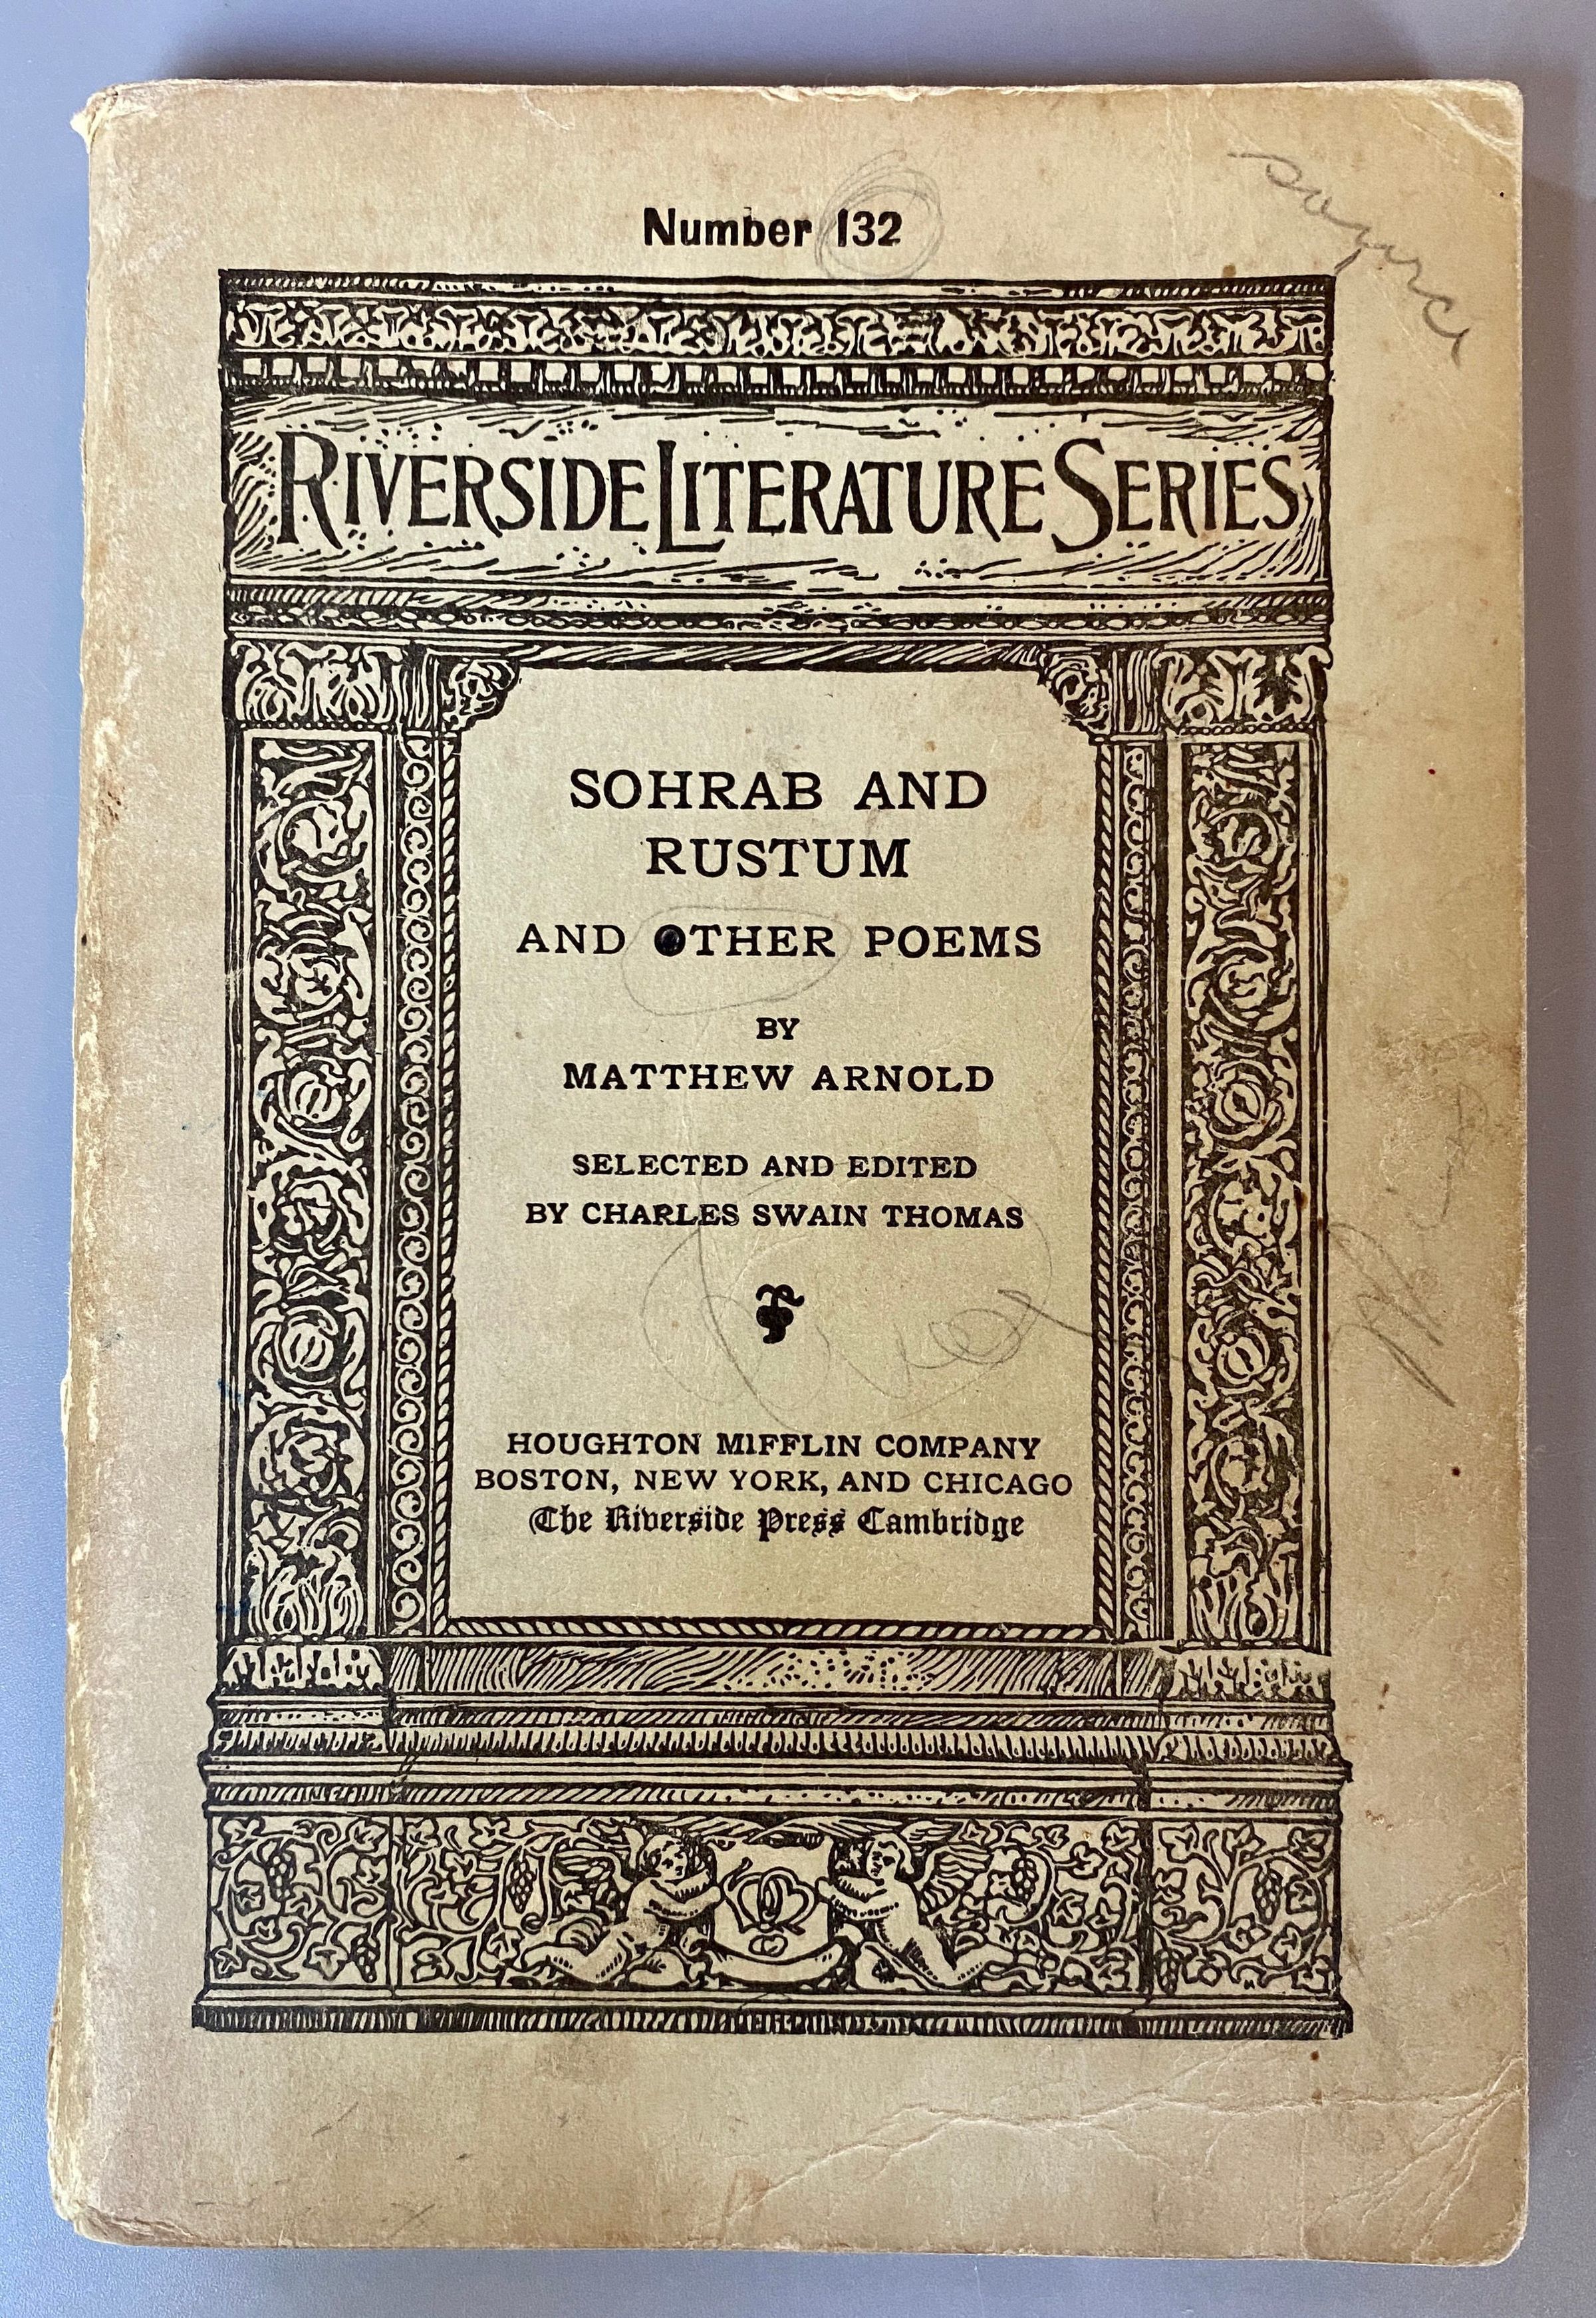 Number 132
RIVERSIDE LITERATURE SERIES
SOHRAB AND
RUSTUM
AND OTHER POEMS
BY
MATTHEW ARNOLD
SELECTED AND EDITED
BY CHARLES SWAIN THOMAS
HOUGHTON MIFFLIN COMPANY
BOSTON, NEW YORK, AND CHICAGO
The Riverside Press Cambridge